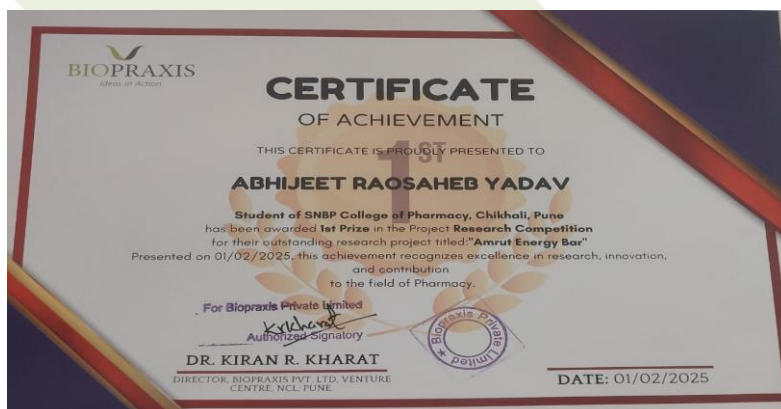 BIOPRAXIS
Ideas in Action
CERTIFICATE
OF ACHIEVEMENT
1ST
THIS CERTIFICATE IS PROUDLY PRESENTED TO
ABHIJEET RAOSAHEB YADAV
Student of SNBP College of Pharmacy, Chikhali, Pune
has been awarded 1st Prize in the Project Research Competition
for their outstanding research project titled:"Amrut Energy Bar"
Presented on 01/02/2025, this achievement recognizes excellence in research, innovation,
and contribution
to the field of Pharmacy.
For Biopraxis Private Limited
Krkharat
Authorized Signatory
Biopraxis Private Limited ★
DR. KIRAN R. KHARAT
DIRECTOR, BIOPRAXIS PVT. LTD, VENTURE
CENTRE, NCL, PUNE.
DATE: 01/02/2025